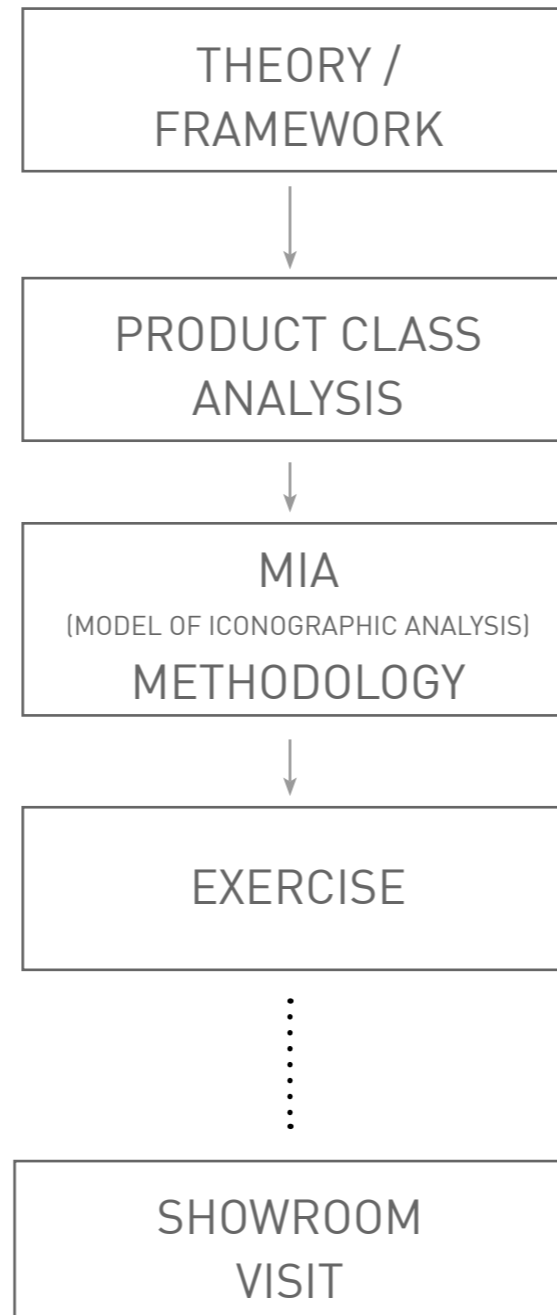 THEORY /
FRAMEWORK
PRODUCT CLASS
ANALYSIS
MIA
(MODEL OF ICONOGRAPHIC ANALYSIS)
METHODOLOGY
EXERCISE
SHOWROOM
VISIT